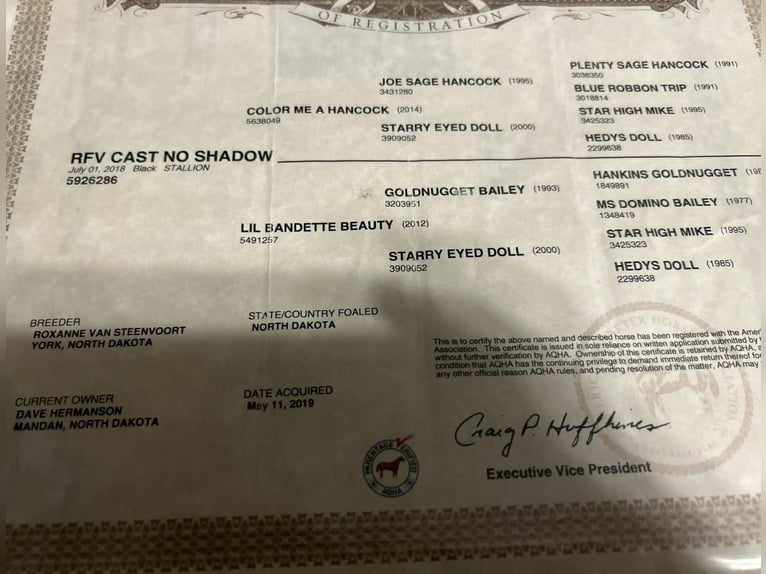 OF REGISTRATION
PLENTY SAGE HANCOCK (1991)
3038350
JOE SAGE HANCOCK (1995)
3431280
BLUE ROBBON TRIP (1991)
3018814
COLOR ME A HANCOCK (2014)
5638049
STAR HIGH MIKE (1995)
3425323
STARRY EYED DOLL (2000)
3909052
HEDYS DOLL (1985)
2299638
RFV CAST NO SHADOW
July 01, 2018 Black STALLION
5926286
HANKINS GOLDNUGGET (198
1849891
GOLDNUGGET BAILEY (1993)
3203951
MS DOMINO BAILEY (1977)
1348419
LIL BANDETTE BEAUTY (2012)
5491257
STAR HIGH MIKE (1995)
3425323
STARRY EYED DOLL (2000)
3909052
HEDYS DOLL (1985)
2299638
BREEDER
ROXANNE VAN STEENVOORT
YORK, NORTH DAKOTA
STATE/COUNTRY FOALED
NORTH DAKOTA
This is to certify the above named and described horse has been registered with the Amer
Association. This certificate is issued in sole reliance on written application submitted by
without further verification by AQHA. Ownership of this certificate is retained by AQHA,
condition that AQHA has the continuing privilege to demand immediate return thereof for
any other official reason AQHA rules, and pending resolution of the matter, AQHA may
CURRENT OWNER
DAVE HERMANSON
MANDAN, NORTH DAKOTA
DATE ACQUIRED
May 11, 2019
Craig P. Huffhines
Executive Vice President
PARENTAGE VERIFIED
AQHA